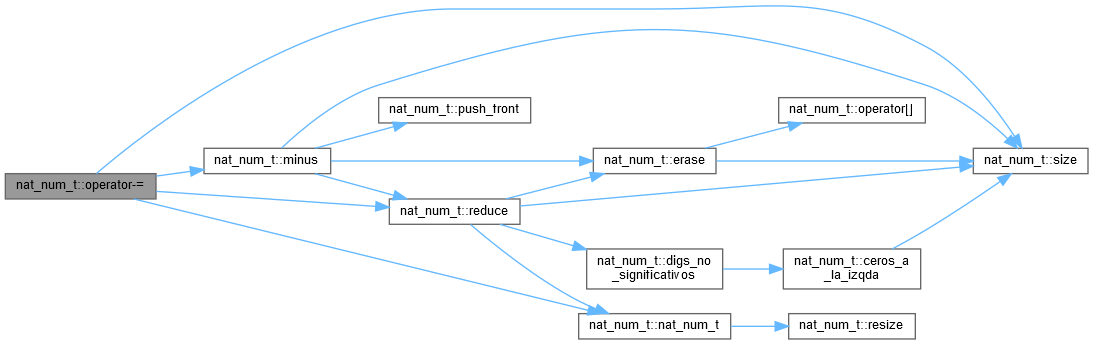 nat_num_t::operator-=
nat_num_t::minus
nat_num_t::push_front
nat_num_t::reduce
nat_num_t::erase
nat_num_t::operator[]
nat_num_t::size
nat_num_t::digs_no
_significativos
nat_num_t::ceros_a
_la_izqda
nat_num_t::nat_num_t
nat_num_t::resize